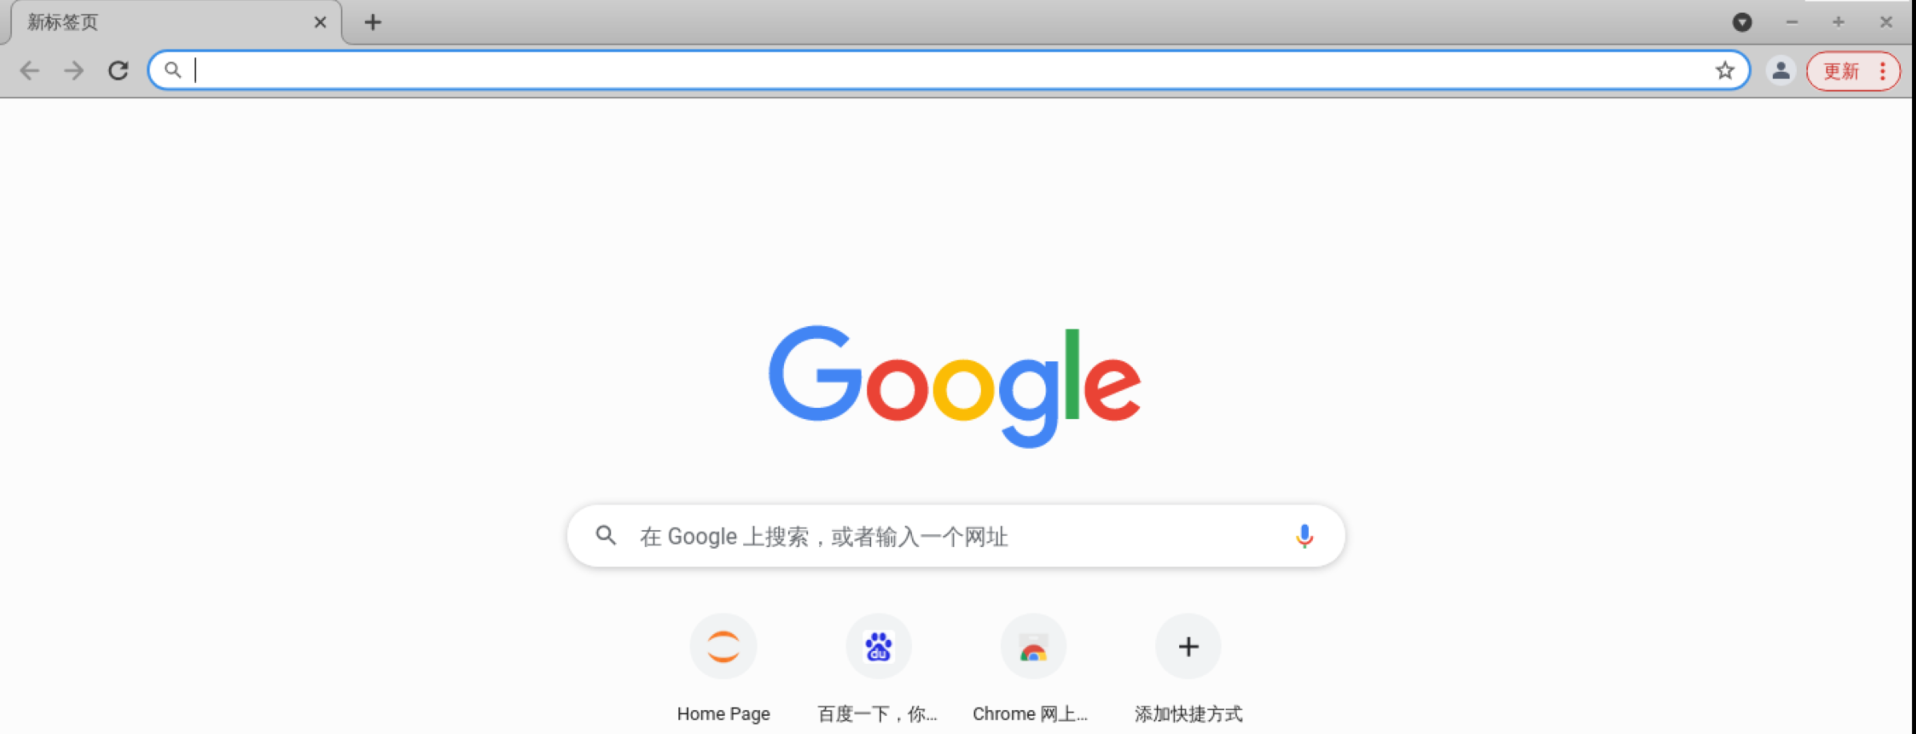 新标签页
更新
Google
在 Google 上搜索，或者输入一个网址
du
Home Page
百度一下，你...
Chrome 网上...
添加快捷方式